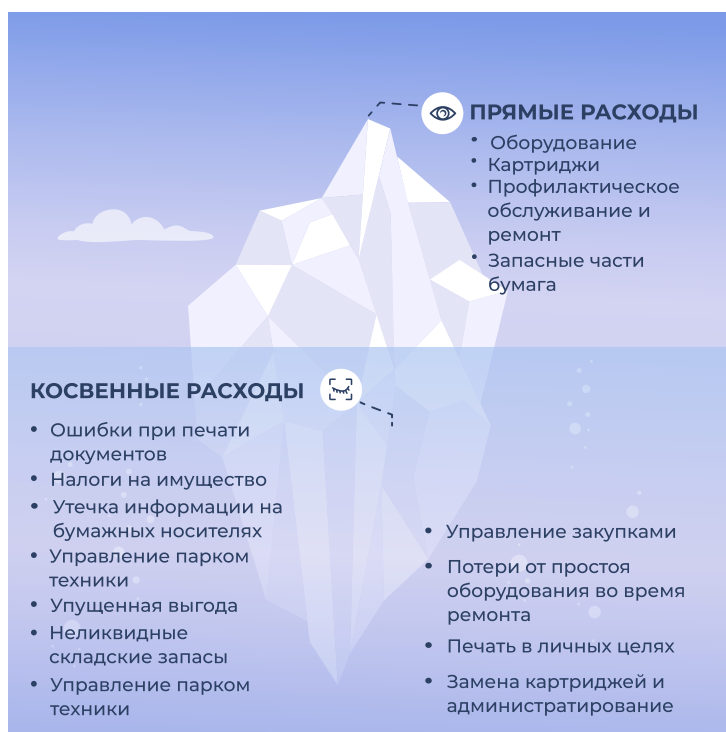 ПРЯМЫЕ РАСХОДЫ
• Оборудование
• Картриджи
• Профилактическое
обслуживание и
ремонт
• Запасные части
бумага
КОСВЕННЫЕ РАСХОДЫ
• Ошибки при печати
документов
• Налоги на имущество
• Утечка информации на
бумажных носителях
• Управление парком
техники
• Упущенная выгода
• Неликвидные
складские запасы
• Управление парком
техники
• Управление закупками
• Потери от простоя
оборудования во время
ремонта
• Печать в личных целях
• Замена картриджей и
администратирование